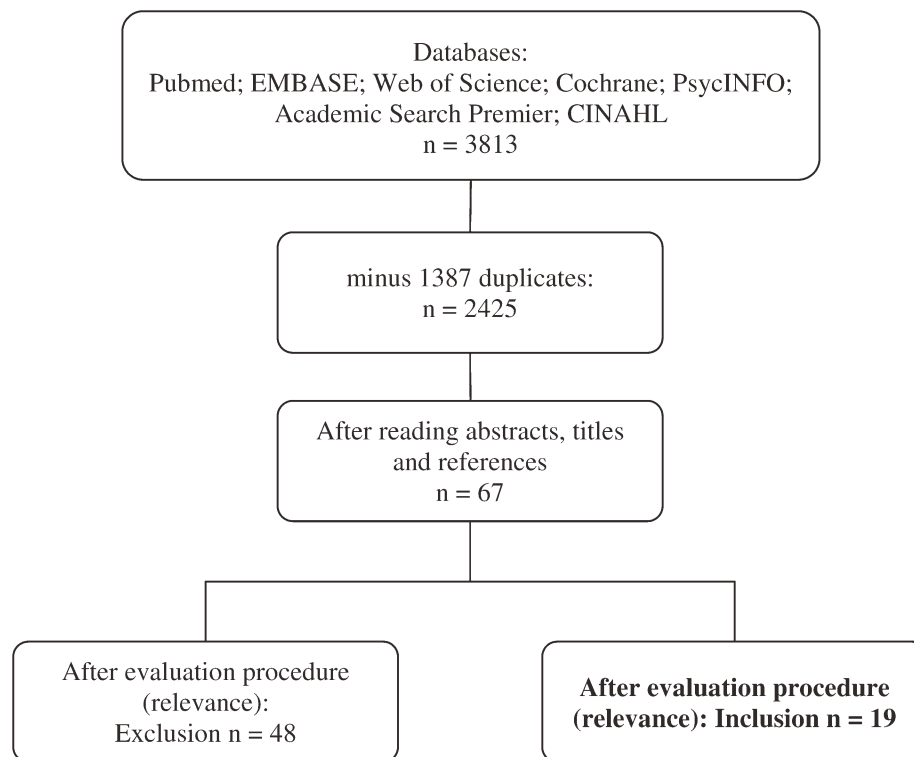 Databases:
Pubmed; EMBASE; Web of Science; Cochrane; PsycINFO;
Academic Search Premier; CINAHL
n = 3813
minus 1387 duplicates:
n = 2425
After reading abstracts, titles
and references
n = 67
After evaluation procedure
(relevance):
Exclusion n = 48
After evaluation procedure
(relevance): Inclusion n = 19